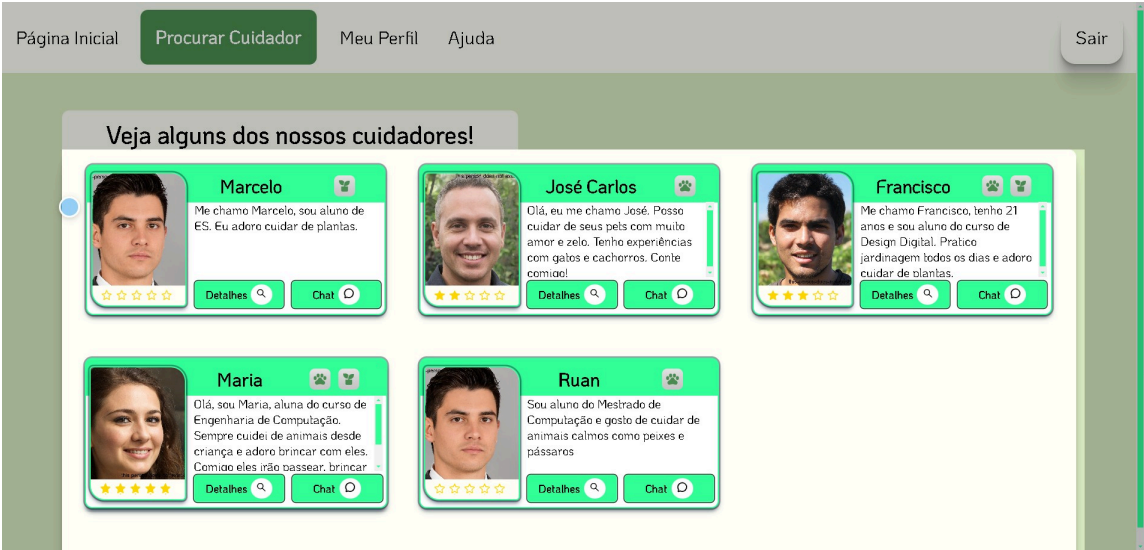 Página Inicial
Procurar Cuidador
Meu Perfil
Ajuda
Sair
Veja alguns dos nossos cuidadores!
Marcelo
Me chamo Marcelo, sou aluno de
ES. Eu adoro cuidar de plantas.
Detalhes
Chat
José Carlos
Olá, eu me chamo José. Posso
cuidar de seus pets com muito
amor e zelo. Tenho experiências
com gatos e cachorros. Conte
comigo!
Detalhes
Chat
Francisco
Me chamo Francisco, tenho 21
anos e sou aluno do curso de
Design Digital. Pratico
jardinagem todos os dias e adoro
cuidar de plantas.
Detalhes
Chat
Maria
Olá, sou Maria, aluna do curso de
Engenharia de Computação.
Sempre cuidei de animais desde
criança e adoro brincar com eles.
Comigo eles irão passear, brincar
Detalhes
Chat
Ruan
Sou aluno do Mestrado de
Computação e gosto de cuidar de
animais calmos como peixes e
pássaros
Detalhes
Chat